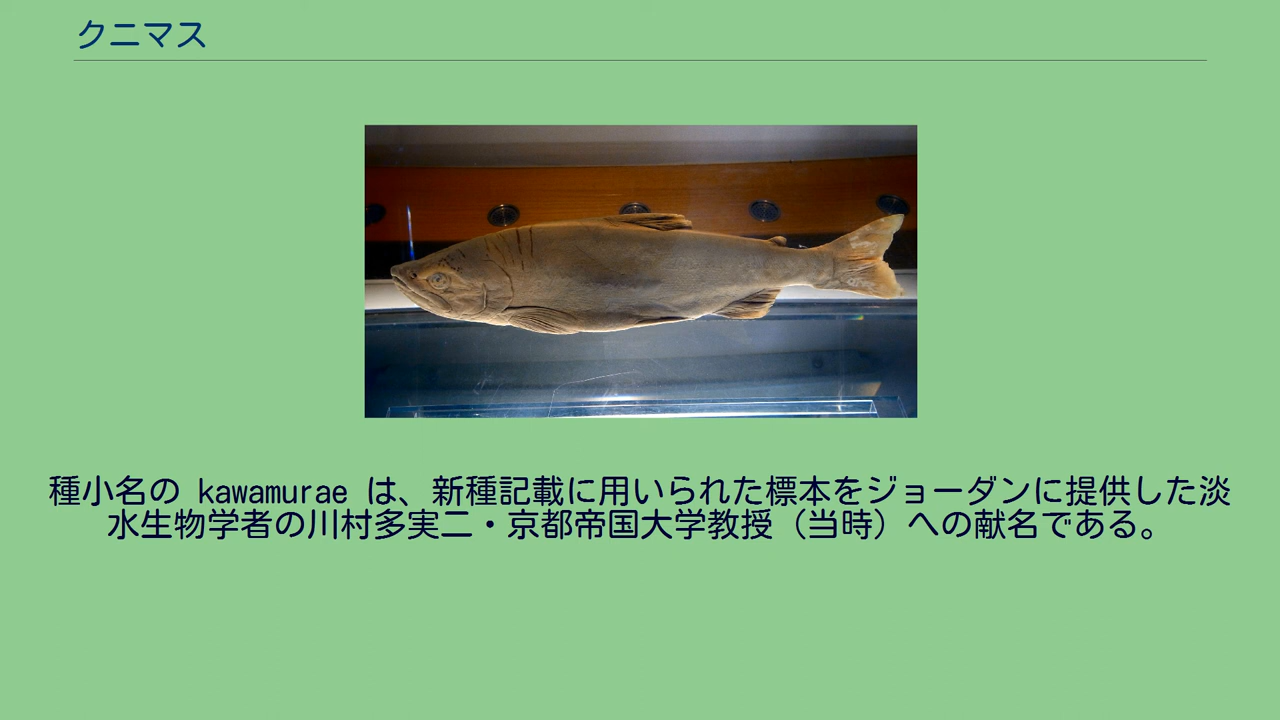 クニマス
種小名の kawamurae は、新種記載に用いられた標本をジョーダンに提供した淡
水生物学者の川村多実二・京都帝国大学教授（当時）への献名である。